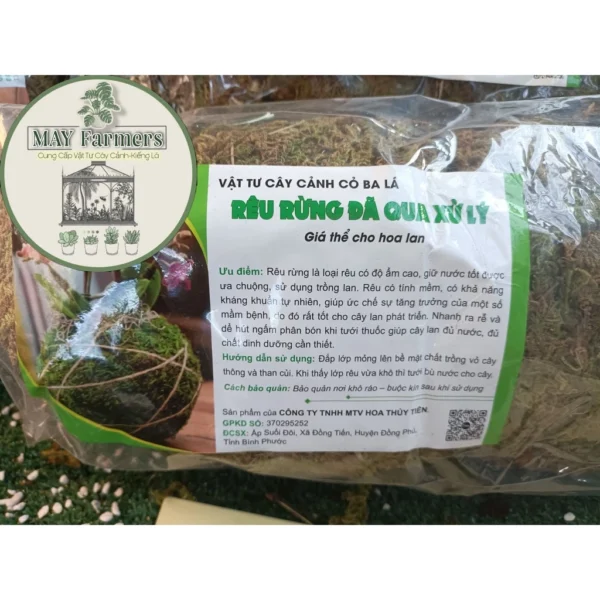 MAY Farmers
Cung Cấp Vật Tư Cây Cảnh-Kiểng Lá
VẬT TƯ CÂY CẢNH CỎ BA LÁ
RÊU RỪNG ĐÃ QUA XỬ LÝ
Giá thể cho hoa lan
Ưu điểm: Rêu rừng là loại rêu có độ ẩm cao, giữ nước tốt được
ưa chuộng, sử dụng trồng lan. Rêu có tính mềm, có khả năng
kháng khuẩn tự nhiên, giúp ức chế sự tăng trưởng của một số
mầm bệnh, do đó rất tốt cho cây lan phát triển. Nhanh ra rễ và
dễ hút ngấm phân bón khi tưới thuốc giúp cây lan đủ nước, đủ
chất dinh dưỡng cần thiết.
Hướng dẫn sử dụng: Đắp lớp mỏng lên bề mặt chất trồng vỏ cây
thông và than củi. Khi thấy lớp rêu vừa khô thì tưới bù nước cho cây.
Cách bảo quản: Bảo quản nơi khô ráo – buộc kín sau khi sử dụng
Sản phẩm của CÔNG TY TNHH MTV HOA THỦY TIÊN.
GPKD SỐ: 370295252
ĐCSX: Ấp Suối Đôi, Xã Đồng Tiến, Huyện Đồng Phú,
Tỉnh Bình Phước